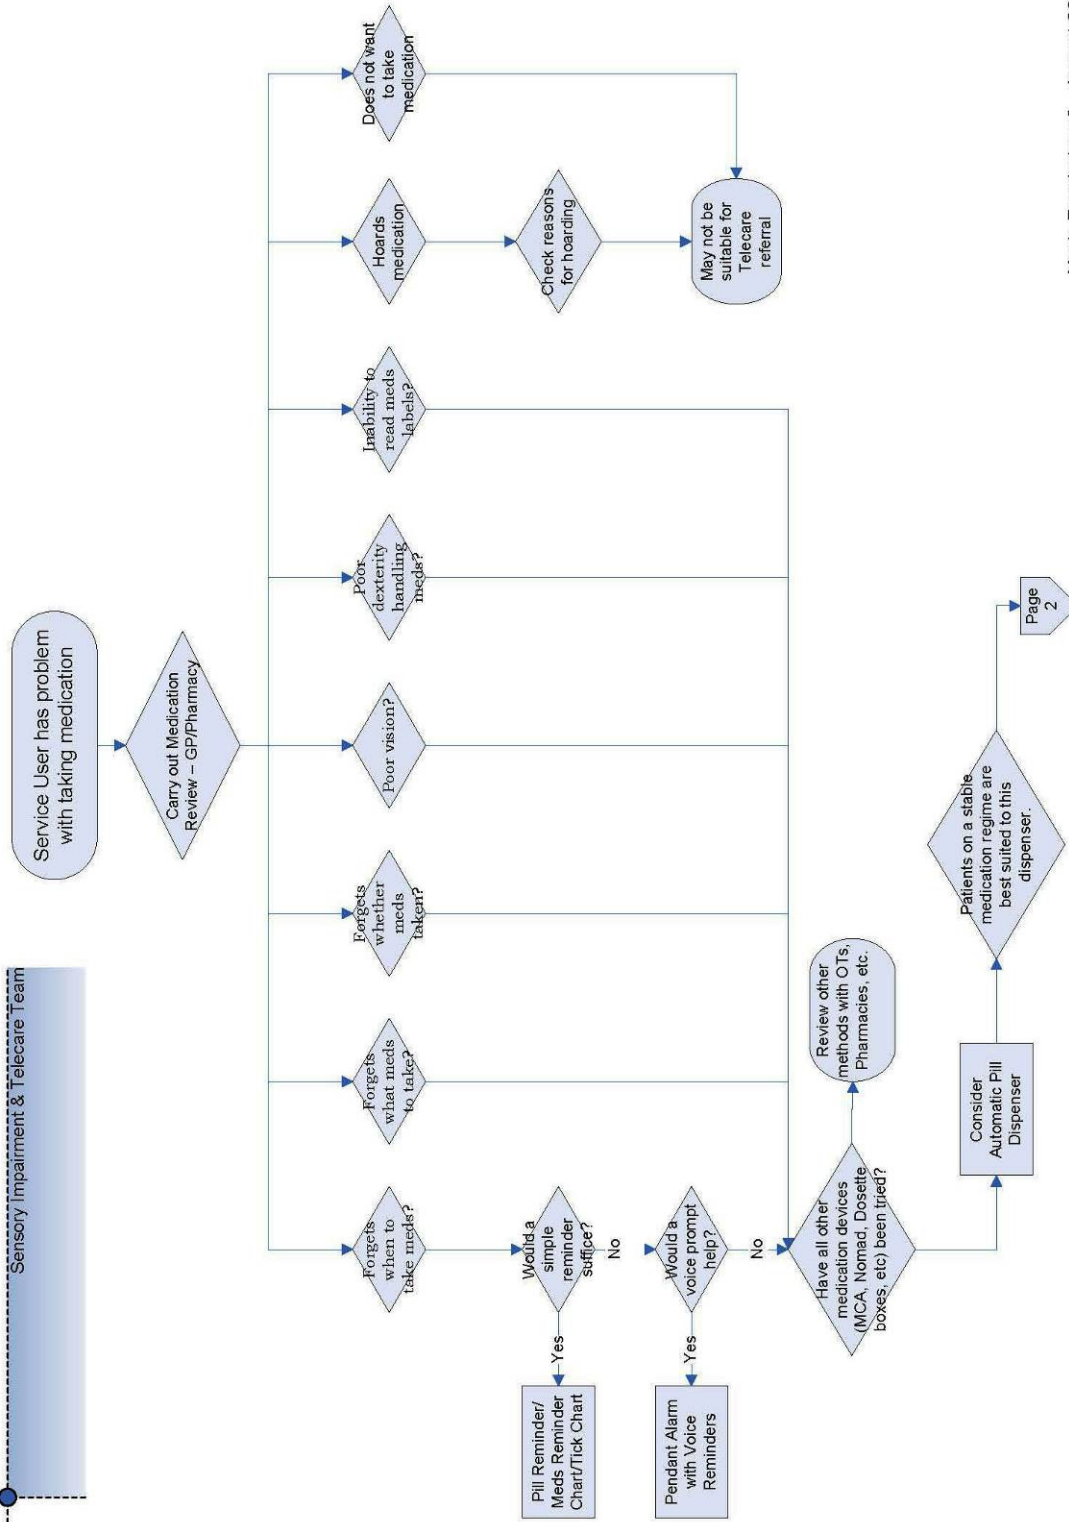 Sensory Impairment & Telecare Team
Service User has problem
with taking medication
Carry out Medication
Review – GP/Pharmacy
Forgets
when to
take meds?
Forgets
what meds
to take?
Forgets
whether
meds
taken?
Poor vision?
Poor
dexterity
handling
meds?
Inability to
read meds
labels?
Hoards
medication
Does not want
to take
medication
Would a
simple
reminder
suffice?
Check reasons
for hoarding
Yes
No
Pill Reminder/
Meds Reminder
Chart/Tick Chart
Would a
voice prompt
help?
May not be
suitable for
Telecare
referral
Yes
No
Pendant Alarm
with Voice
Reminders
Have all other
medication devices
(MCA, Nomad, Dosette
boxes, etc) been tried?
Review other
methods with OTs,
Pharmacies, etc.
Consider
Automatic Pill
Dispenser
Patients on a stable
medication regime are
best suited to this
dispenser.
Page
2